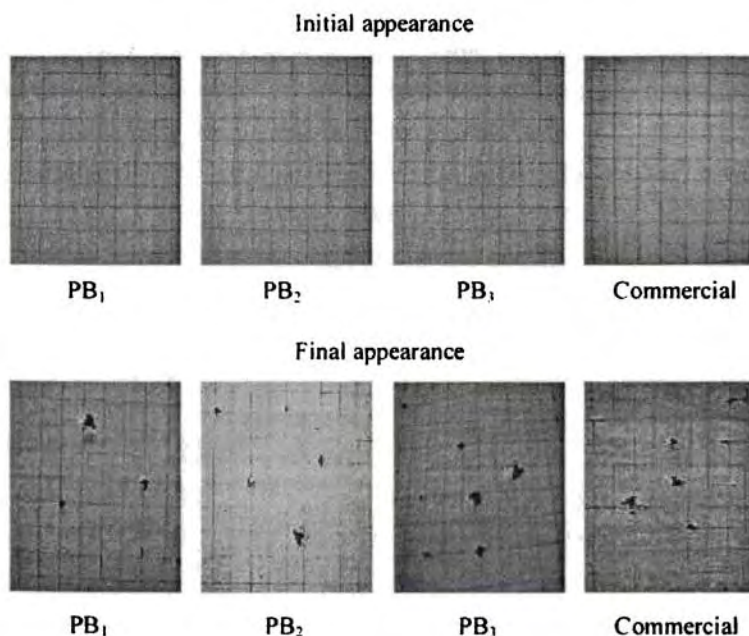 Initial appearance
PB₁ PB₂ PB₃ Commercial
Final appearance
PB₁ PB₂ PB₃ Commercial